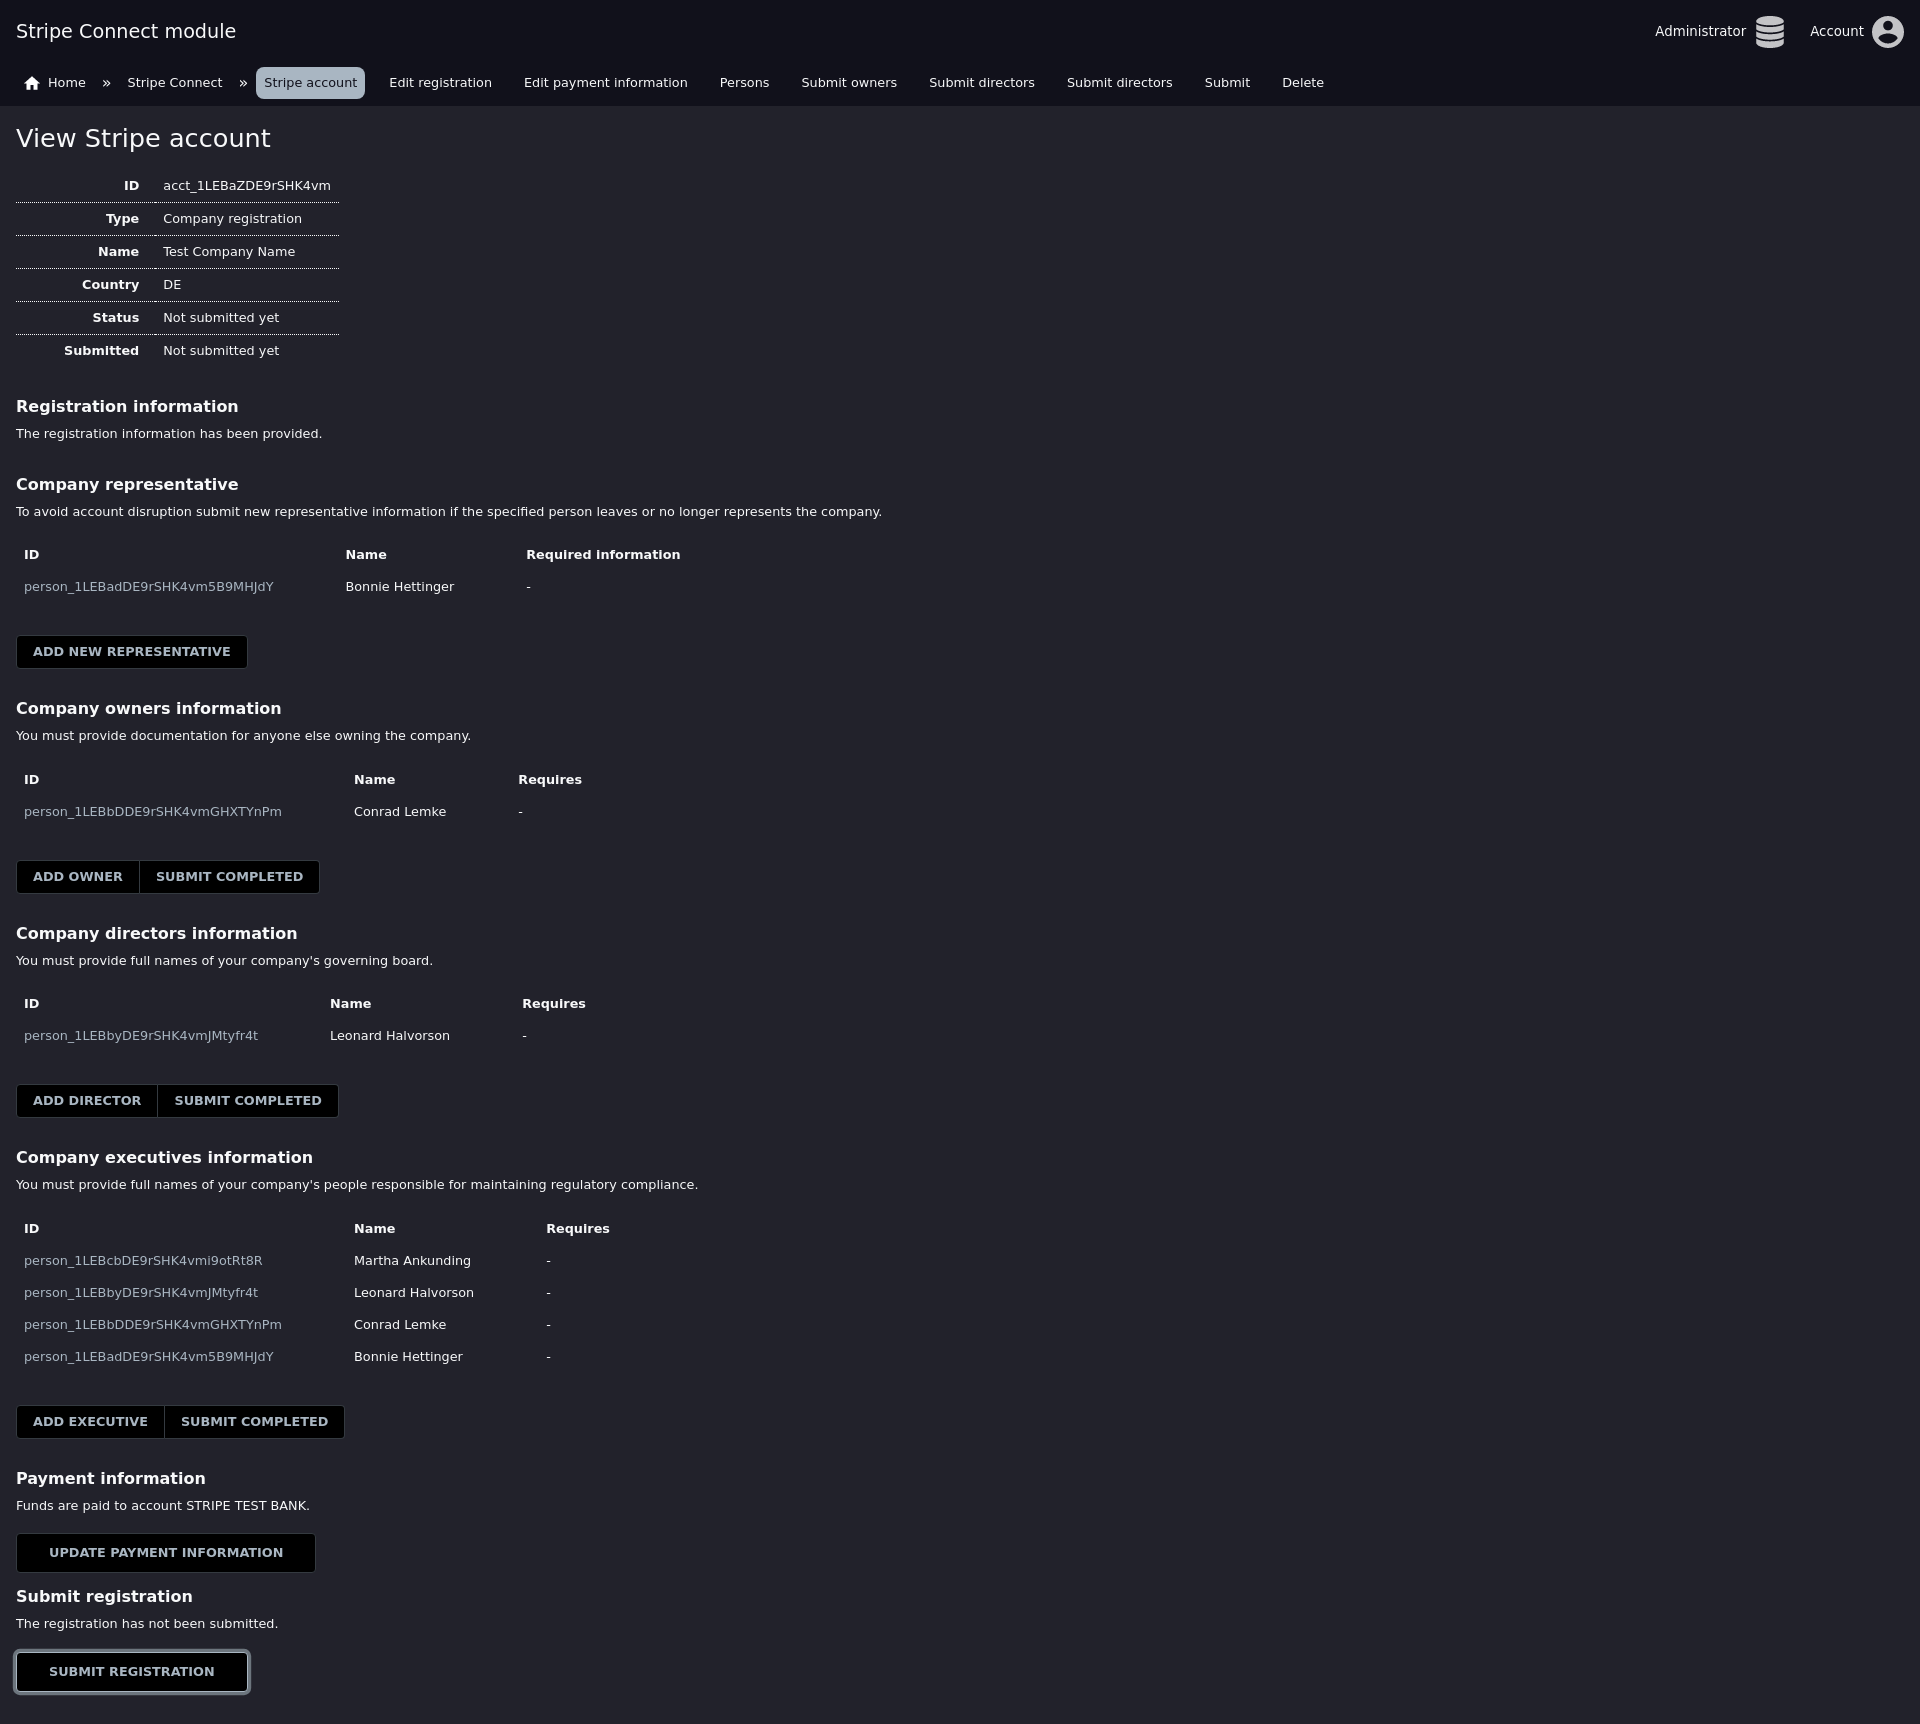 Stripe Connect module
Administrator
Account
Home » Stripe Connect » Stripe account Edit registration Edit payment information Persons Submit owners Submit directors Submit directors Submit Delete
View Stripe account
ID acct_1LEBaZDE9rSHK4vm
Type Company registration
Name Test Company Name
Country DE
Status Not submitted yet
Submitted Not submitted yet
Registration information
The registration information has been provided.
Company representative
To avoid account disruption submit new representative information if the specified person leaves or no longer represents the company.
ID Name Required information
person_1LEBadDE9rSHK4vm5B9MHJdY Bonnie Hettinger -
ADD NEW REPRESENTATIVE
Company owners information
You must provide documentation for anyone else owning the company.
ID Name Requires
person_1LEBbDDE9rSHK4vmGHXTYnPm Conrad Lemke -
ADD OWNER SUBMIT COMPLETED
Company directors information
You must provide full names of your company's governing board.
ID Name Requires
person_1LEBbyDE9rSHK4vmJMtyfr4t Leonard Halvorson -
ADD DIRECTOR SUBMIT COMPLETED
Company executives information
You must provide full names of your company's people responsible for maintaining regulatory compliance.
ID Name Requires
person_1LEBcbDE9rSHK4vmi9otRt8R Martha Ankunding -
person_1LEBbyDE9rSHK4vmJMtyfr4t Leonard Halvorson -
person_1LEBbDDE9rSHK4vmGHXTYnPm Conrad Lemke -
person_1LEBadDE9rSHK4vm5B9MHJdY Bonnie Hettinger -
ADD EXECUTIVE SUBMIT COMPLETED
Payment information
Funds are paid to account STRIPE TEST BANK.
UPDATE PAYMENT INFORMATION
Submit registration
The registration has not been submitted.
SUBMIT REGISTRATION